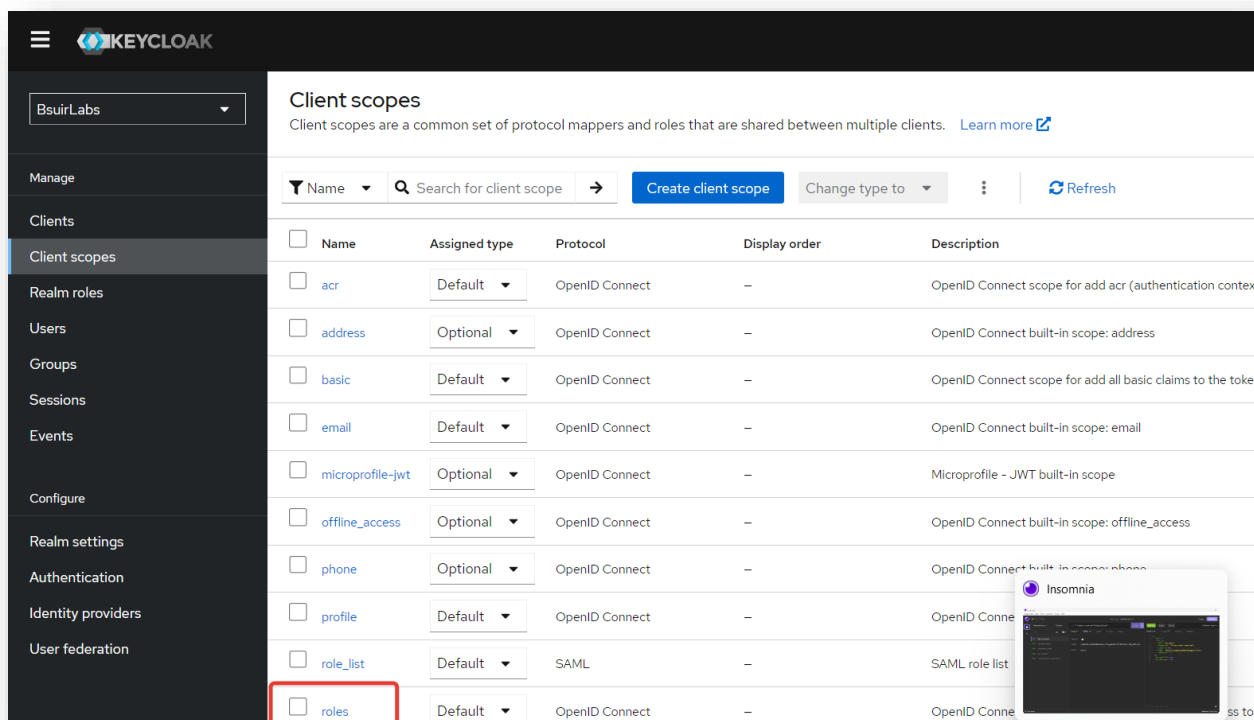 KEYCLOAK
BsuirLabs
Manage
Clients
Client scopes
Realm roles
Users
Groups
Sessions
Events
Configure
Realm settings
Authentication
Identity providers
User federation
Client scopes
Client scopes are a common set of protocol mappers and roles that are shared between multiple clients. Learn more
Name Search for client scope Create client scope Change type to Refresh
Name Assigned type Protocol Display order Description
acr Default OpenID Connect – OpenID Connect scope for add acr (authentication contex
address Optional OpenID Connect – OpenID Connect built-in scope: address
basic Default OpenID Connect – OpenID Connect scope for add all basic claims to the toke
email Default OpenID Connect – OpenID Connect built-in scope: email
microprofile-jwt Optional OpenID Connect – Microprofile - JWT built-in scope
offline_access Optional OpenID Connect – OpenID Connect built-in scope: offline_access
phone Optional OpenID Connect – OpenID Connect built-in scope: phone
profile Default OpenID Connect – OpenID Conne
role_list Default SAML – SAML role list
roles Default OpenID Connect – OpenID Conne ss to
Insomnia